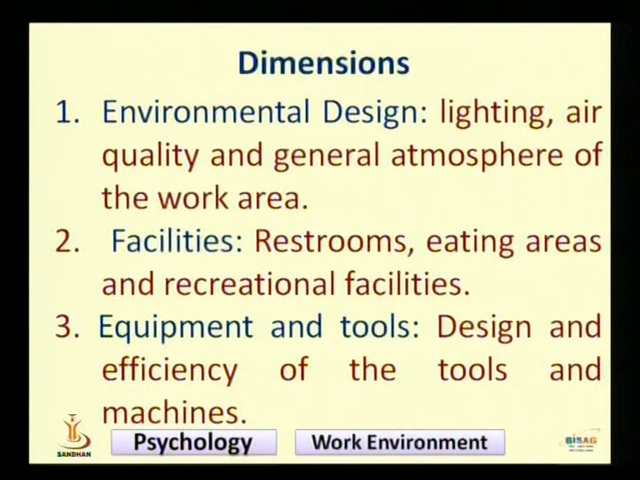 Dimensions
1. Environmental Design: lighting, air
quality and general atmosphere of
the work area.
2. Facilities: Restrooms, eating areas
and recreational facilities.
3. Equipment and tools: Design and
efficiency of the tools and
machines.
SANDHAN
Psychology
Work Environment
BISAG